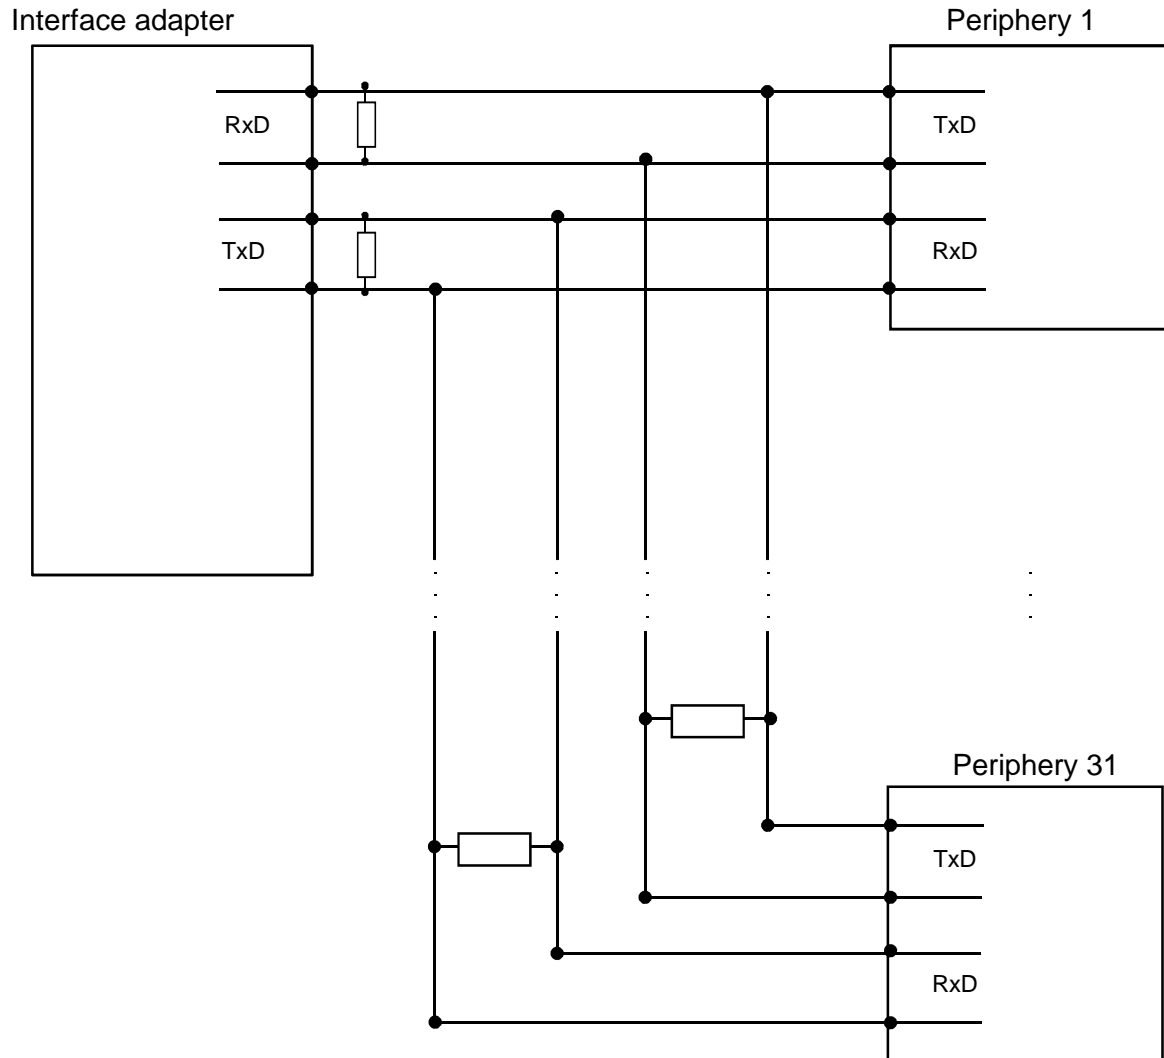 Interface adapter
Periphery 1
RxD
TxD
TxD
RxD
Periphery 31
TxD
RxD